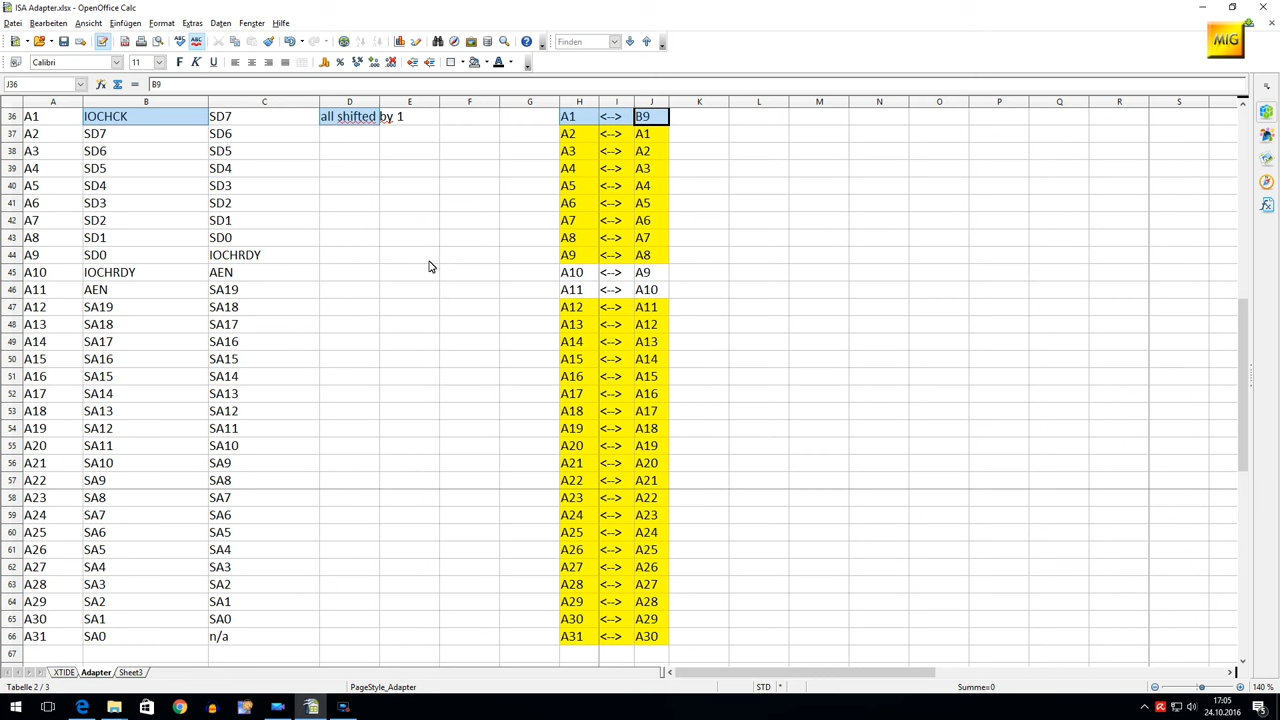 ISA Adapter.xlsx - OpenOffice Calc
Datei Bearbeiten Ansicht Einfügen Format Extras Daten Fenster Hilfe
Finden
MIG
Calibri 11
J36 B9
A B C D E F G H I J K L M N O P Q R S
36 A1 IOCHCK SD7 all shifted by 1 A1 <--> B9
37 A2 SD7 SD6 A2 <--> A1
38 A3 SD6 SD5 A3 <--> A2
39 A4 SD5 SD4 A4 <--> A3
40 A5 SD4 SD3 A5 <--> A4
41 A6 SD3 SD2 A6 <--> A5
42 A7 SD2 SD1 A7 <--> A6
43 A8 SD1 SD0 A8 <--> A7
44 A9 SD0 IOCHRDY A9 <--> A8
45 A10 IOCHRDY AEN A10 <--> A9
46 A11 AEN SA19 A11 <--> A10
47 A12 SA19 SA18 A12 <--> A11
48 A13 SA18 SA17 A13 <--> A12
49 A14 SA17 SA16 A14 <--> A13
50 A15 SA16 SA15 A15 <--> A14
51 A16 SA15 SA14 A16 <--> A15
52 A17 SA14 SA13 A17 <--> A16
53 A18 SA13 SA12 A18 <--> A17
54 A19 SA12 SA11 A19 <--> A18
55 A20 SA11 SA10 A20 <--> A19
56 A21 SA10 SA9 A21 <--> A20
57 A22 SA9 SA8 A22 <--> A21
58 A23 SA8 SA7 A23 <--> A22
59 A24 SA7 SA6 A24 <--> A23
60 A25 SA6 SA5 A25 <--> A24
61 A26 SA5 SA4 A26 <--> A25
62 A27 SA4 SA3 A27 <--> A26
63 A28 SA3 SA2 A28 <--> A27
64 A29 SA2 SA1 A29 <--> A28
65 A30 SA1 SA0 A30 <--> A29
66 A31 SA0 n/a A31 <--> A30
67
XTIDE Adapter Sheet3
Tabelle 2 / 3 PageStyle_Adapter STD * Summe=0 140 %
17:05
24.10.2016